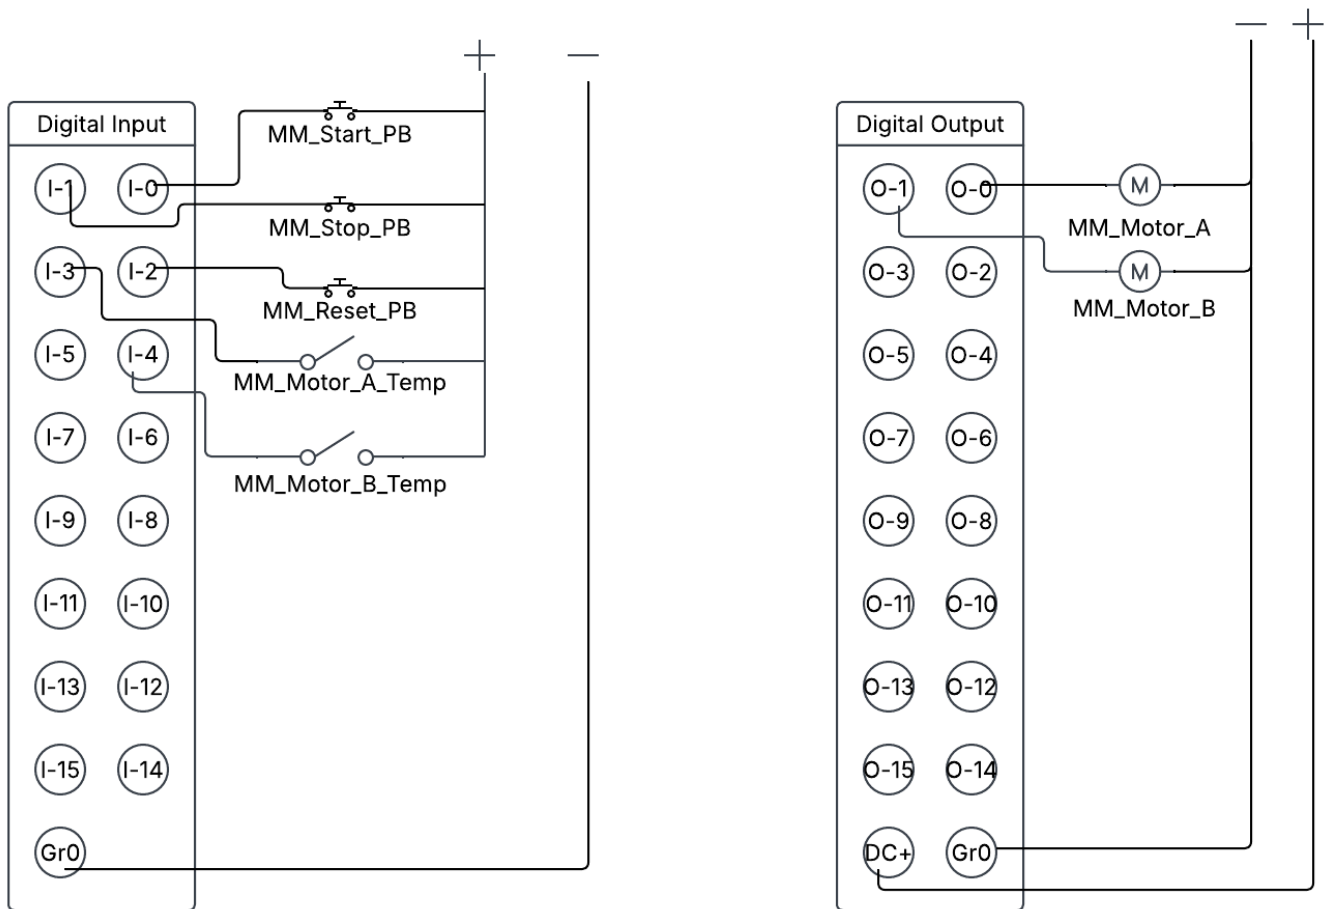 Digital Input
I-1 I-0
MM_Start_PB
MM_Stop_PB
I-3 I-2
MM_Reset_PB
I-5 I-4
MM_Motor_A_Temp
I-7 I-6
MM_Motor_B_Temp
I-9 I-8
I-11 I-10
I-13 I-12
I-15 I-14
Gr0
Digital Output
O-1 O-0 M
MM_Motor_A
O-3 O-2 M
MM_Motor_B
O-5 O-4
O-7 O-6
O-9 O-8
O-11 O-10
O-13 O-12
O-15 O-14
DC+ Gr0